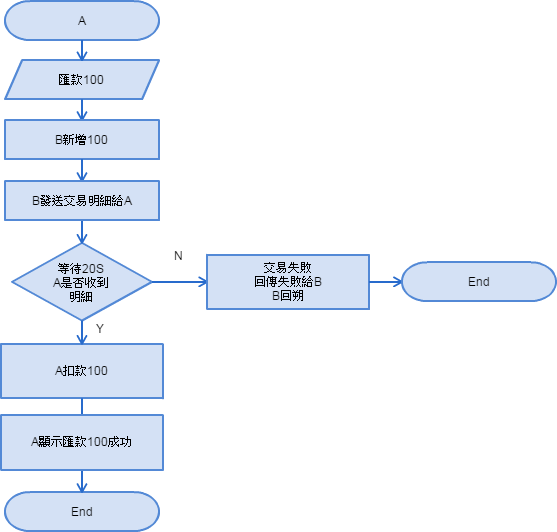 A
匯款100
B新增100
B發送交易明細給A
等待20S
A是否收到
明細
N
交易失敗
回傳失敗給B
B回朔
End
Y
A扣款100
A顯示匯款100成功
End